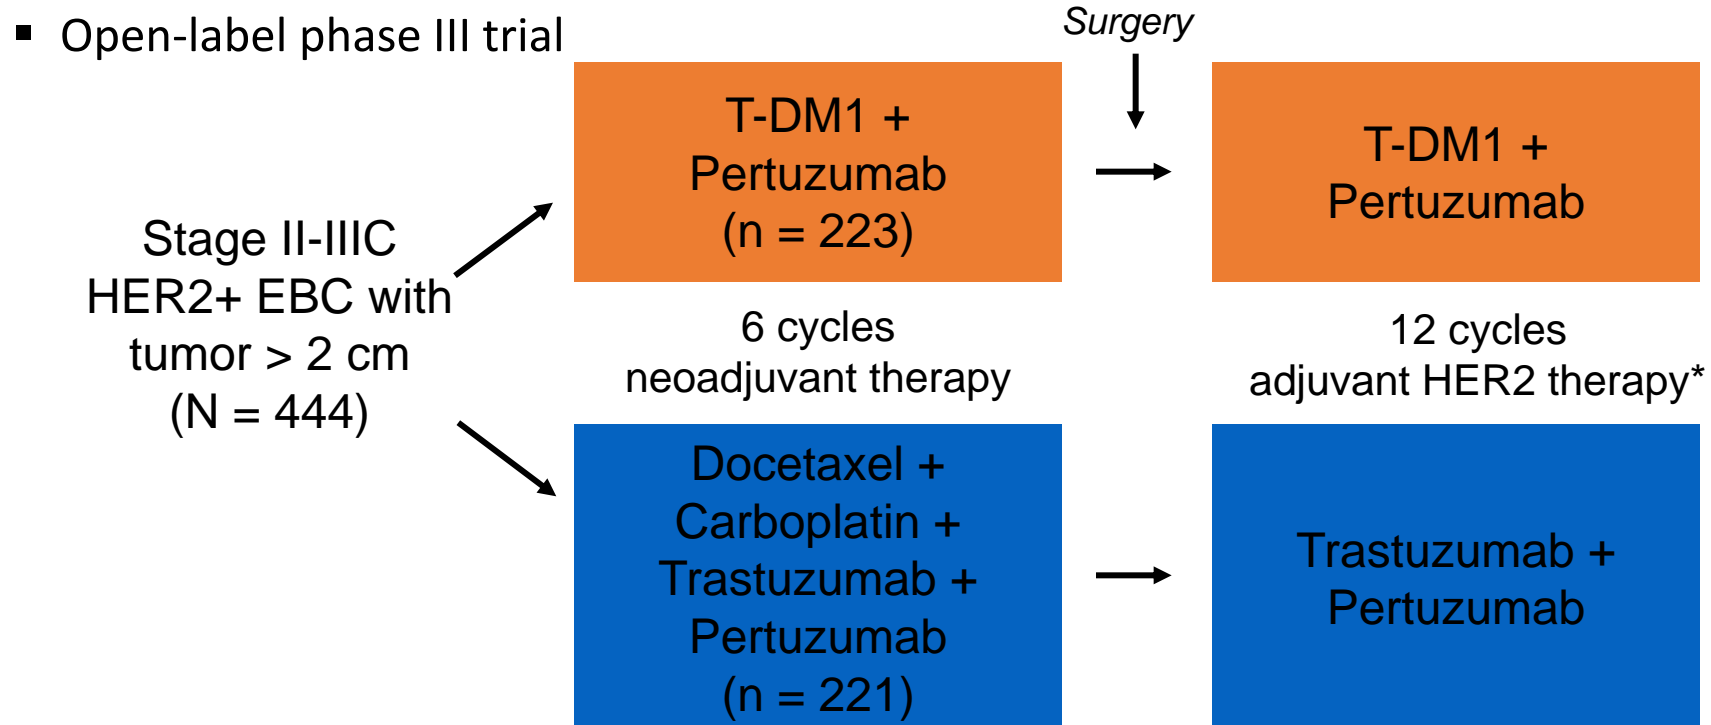 ▪ Open-label phase III trial
Surgery
T-DM1 +
Pertuzumab
(n = 223)
T-DM1 +
Pertuzumab
Stage II-IIIC
HER2+ EBC with
tumor > 2 cm
(N = 444)
6 cycles
neoadjuvant therapy
12 cycles
adjuvant HER2 therapy*
Docetaxel +
Carboplatin +
Trastuzumab +
Pertuzumab
(n = 221)
Trastuzumab +
Pertuzumab